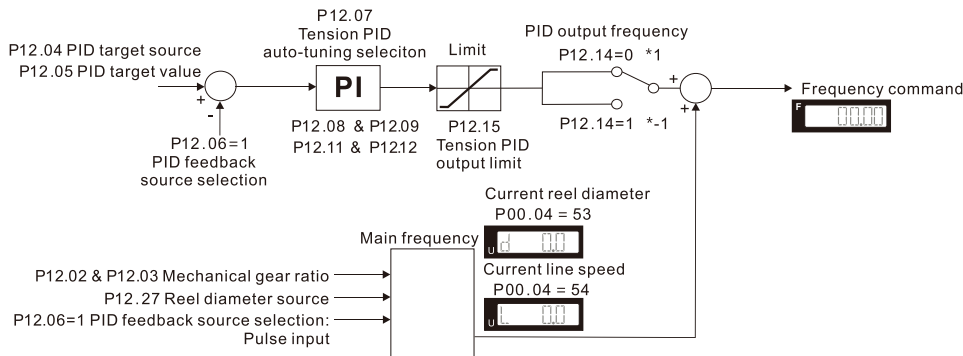 P12.07
Tension PID
auto-tuning seleciton
P12.04 PID target source
P12.05 PID target value
+
-
PI
Limit
PID output frequency
P12.14=0 *1
P12.14=1 *-1
+
+
Frequency command
F 00.00
P12.08 & P12.09
P12.11 & P12.12
P12.15
Tension PID
output limit
P12.06=1
PID feedback
source selection
Current reel diameter
P00.04 = 53
U d 0.0
Main frequency
Current line speed
P00.04 = 54
U L 0.0
P12.02 & P12.03 Mechanical gear ratio
P12.27 Reel diameter source
P12.06=1 PID feedback source selection:
Pulse input